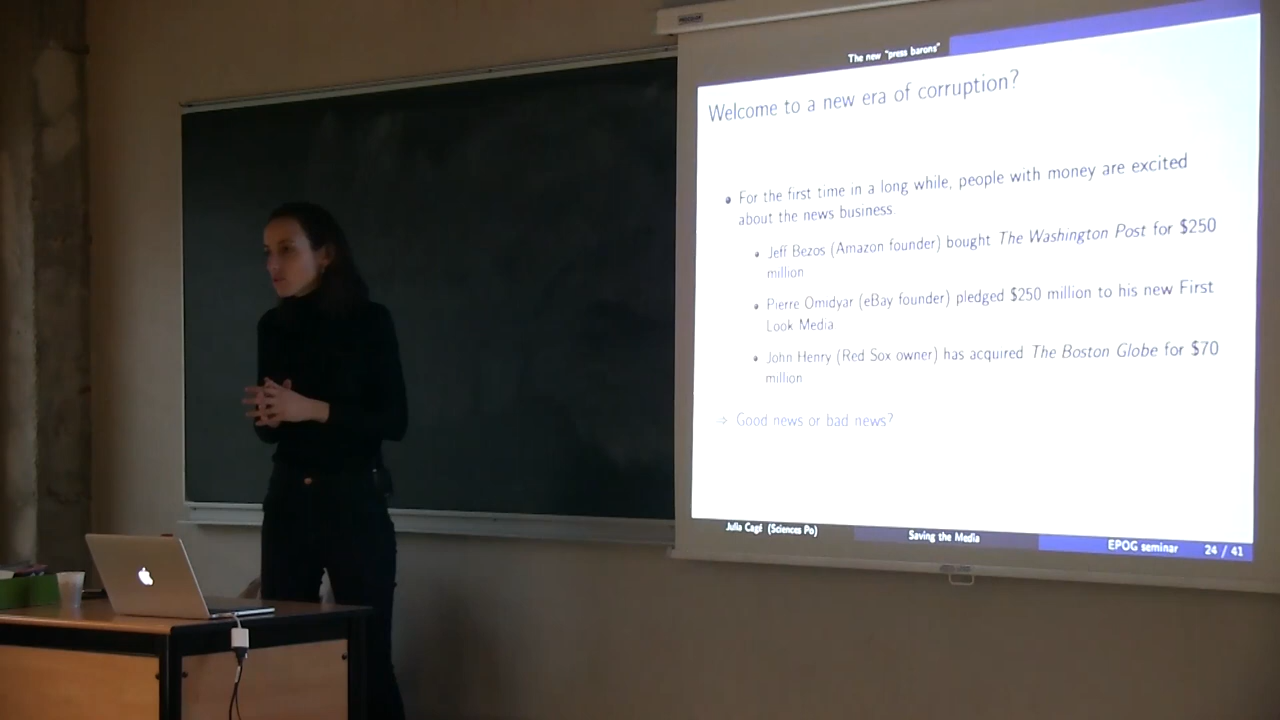 The new "press barons"
Welcome to a new era of corruption?
For the first time in a long while, people with money are excited
about the news business.
Jeff Bezos (Amazon founder) bought The Washington Post for $250
million
Pierre Omidyar (eBay founder) pledged $250 million to his new First
Look Media
John Henry (Red Sox owner) has acquired The Boston Globe for $70
million
⇒ Good news or bad news?
Julia Cagé (Sciences Po)
Saving the Media
EPOG seminar
24 / 41